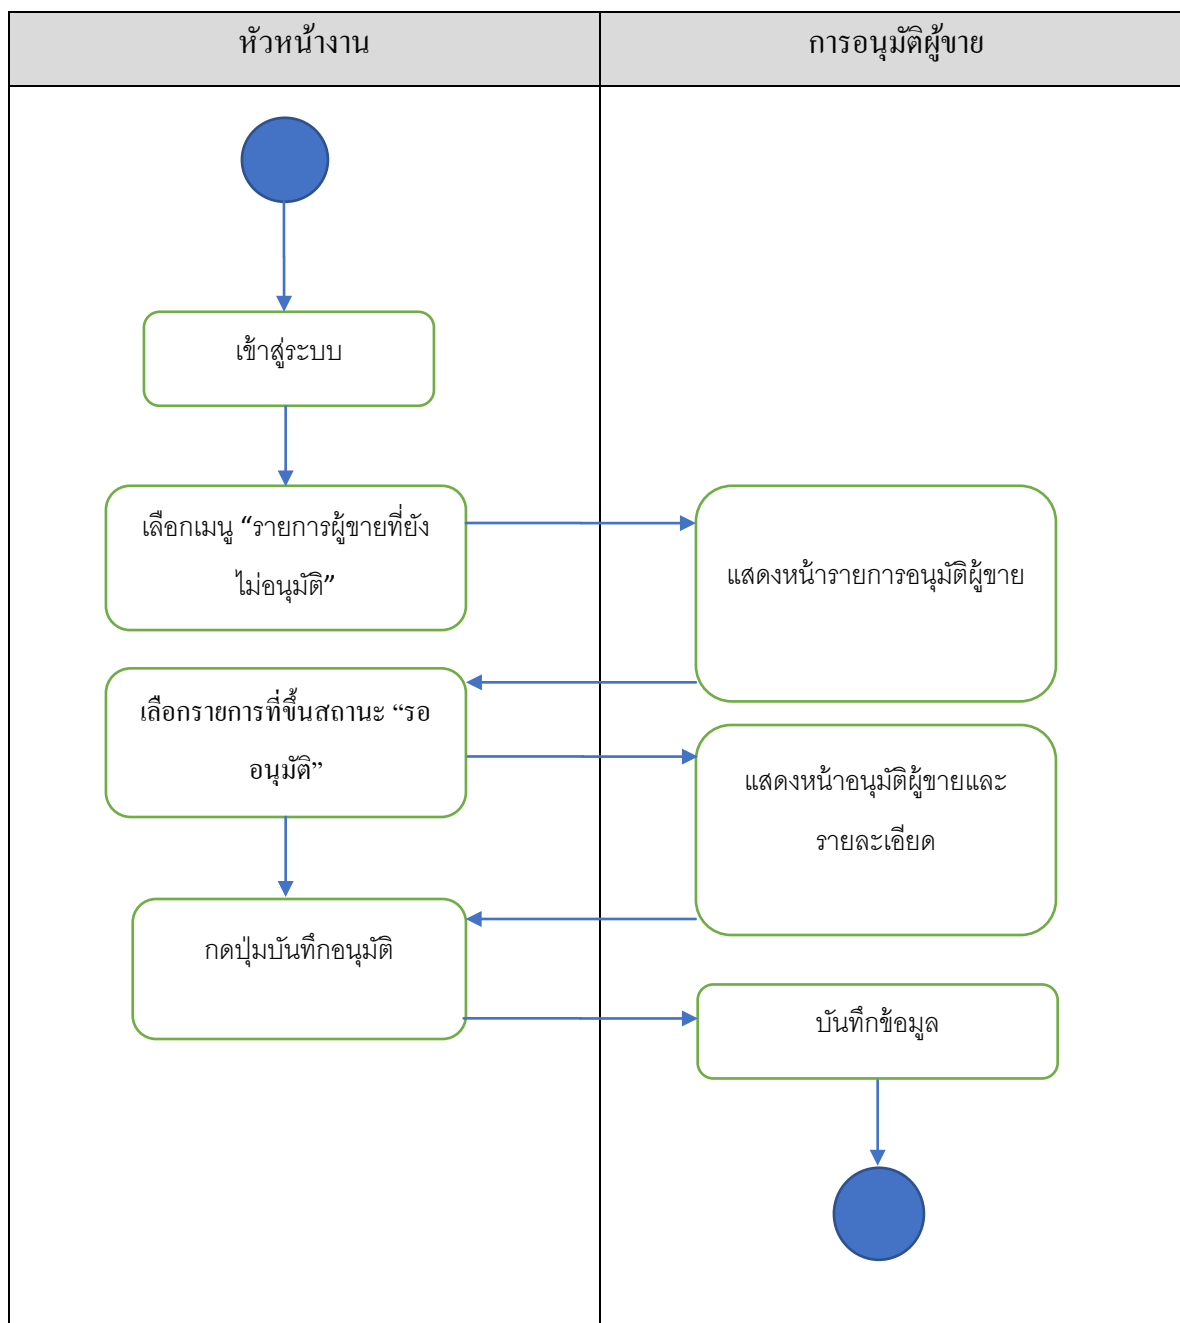 หัวหน้างาน
การอนุมัติผู้ขาย
เข้าสู่ระบบ
เลือกเมนู “รายการผู้ขายที่ยัง
ไม่อนุมัติ”
แสดงหน้ารายการอนุมัติผู้ขาย
เลือกรายการที่ขึ้นสถานะ “รอ
อนุมัติ”
แสดงหน้าอนุมัติผู้ขายและ
รายละเอียด
กดปุ่มบันทึกอนุมัติ
บันทึกข้อมูล